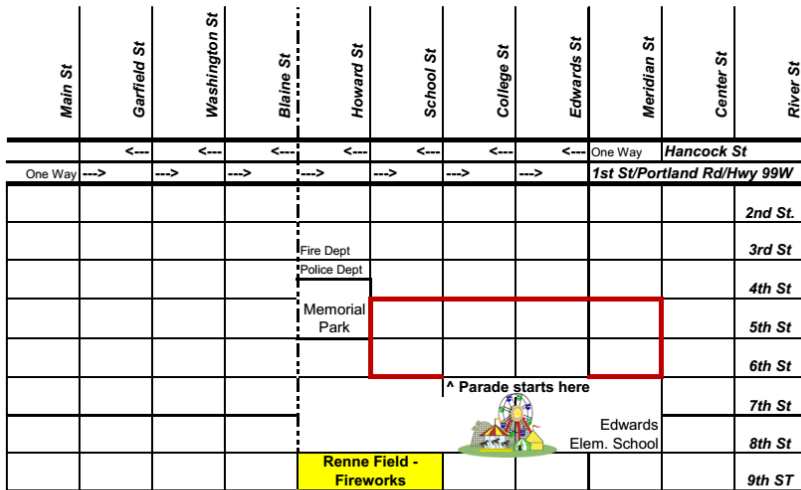 Main St
Garfield St
Washington St
Blaine St
Howard St
School St
College St
Edwards St
Meridian St
Center St
River St
<--- <--- <--- <--- <--- <--- <--- One Way Hancock St
One Way ---> ---> ---> ---> ---> ---> ---> 1st St/Portland Rd/Hwy 99W
2nd St.
Fire Dept 3rd St
Police Dept
4th St
Memorial
Park 5th St
6th St
^ Parade starts here
7th St
Edwards
Elem. School 8th St
Renne Field -
Fireworks 9th ST